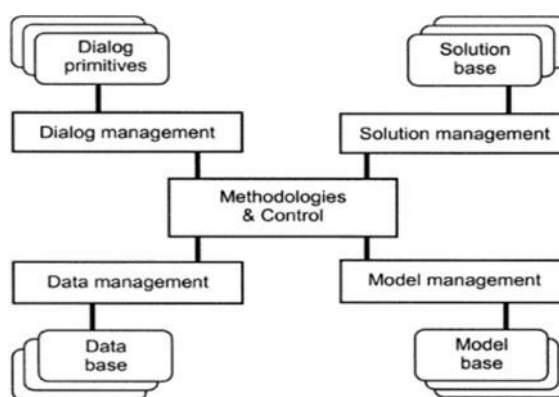 Dialog
primitives
Solution
base
Dialog management
Solution management
Methodologies
& Control
Data management
Model management
Data
base
Model
base